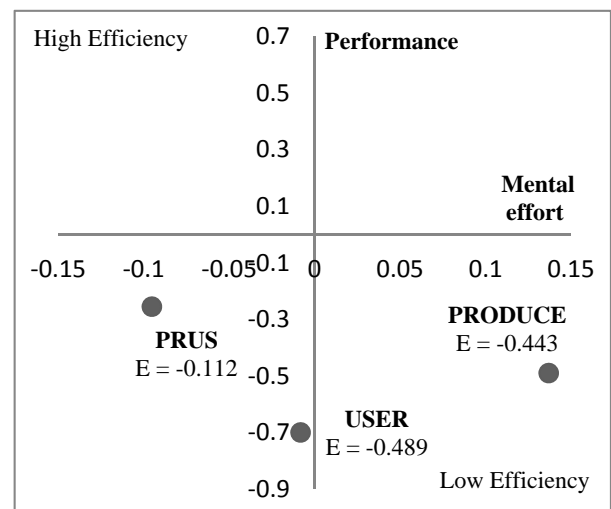 High Efficiency
0.7
Performance
0.5
0.3
0.1
Mental
effort
-0.15 -0.1 -0.05 0 0.05 0.1 0.15
-0.1
-0.3
PRUS
E = -0.112
PRODUCE
E = -0.443
-0.5
USER
E = -0.489
-0.7
-0.9
Low Efficiency